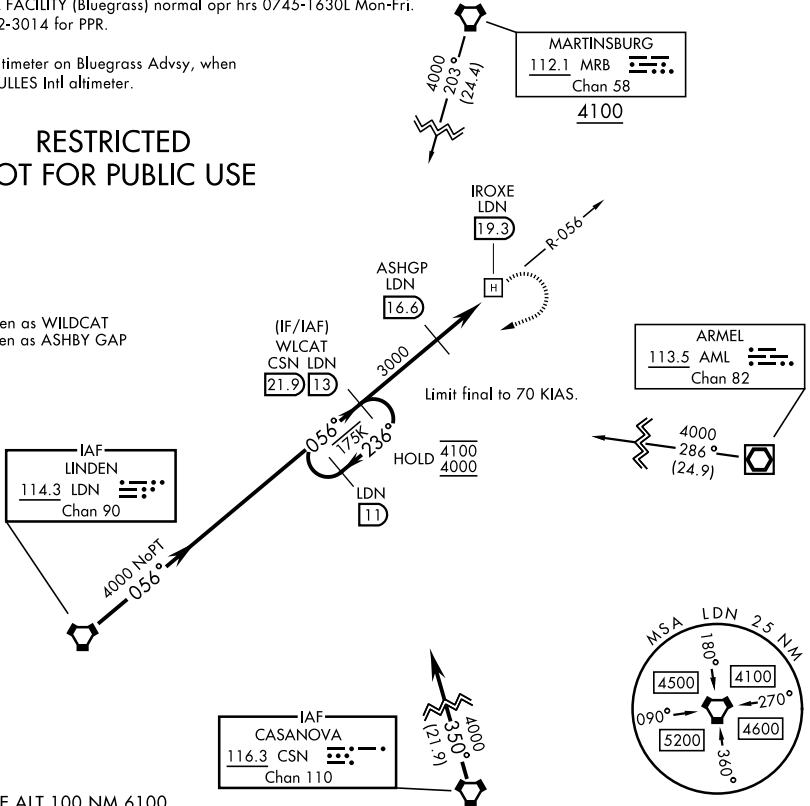 FACILITY (Bluegrass) normal opr hrs 0745-1630L Mon-Fri.
2-3014 for PPR.
timeter on Bluegrass Advsy, when
ULLES Intl altimeter.
RESTRICTED
OT FOR PUBLIC USE
4000
203°
(24.4)
MARTINSBURG
112.1 MRB
Chan 58
4100
IROXE
LDN
19.3
R-056
H
ASHGP
LDN
16.6
en as WILDCAT
en as ASHBY GAP
(IF/IAF)
WLCAT
CSN LDN
21.9 13
3000
Limit final to 70 KIAS.
ARMEL
113.5 AML
Chan 82
4000
286°
(24.9)
056°
175K
236°
HOLD 4100
4000
LDN
11
IAF
LINDEN
114.3 LDN
Chan 90
4000 NoPT
056°
MSA LDN 25 NM
180°
4500
4100
270°
090°
5200
4600
360°
IAF
CASANOVA
116.3 CSN
Chan 110
4000
350°
(21.9)
E ALT 100 NM 6100